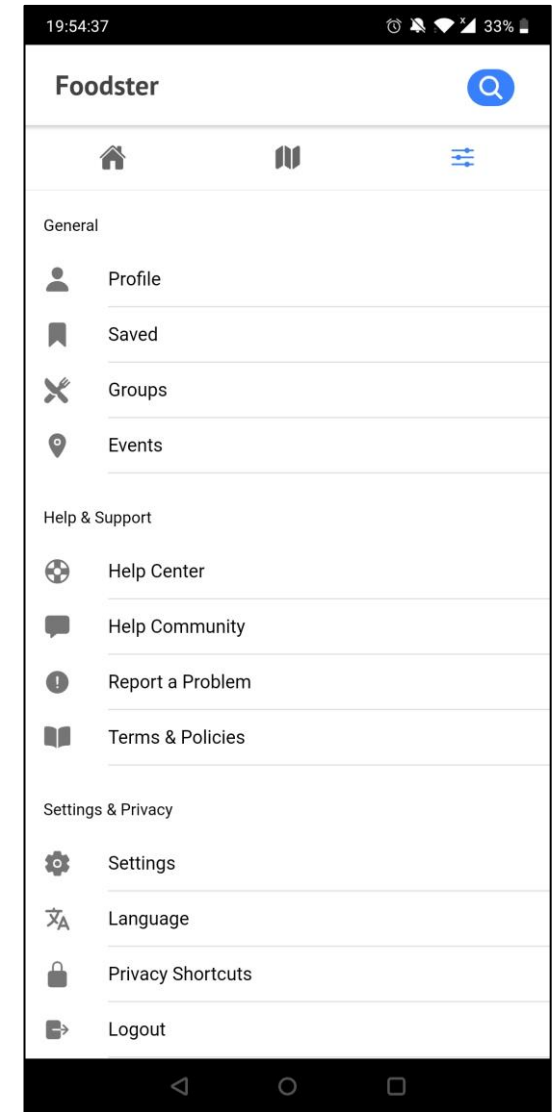 19:54:37 33%
Foodster
General
Profile
Saved
Groups
Events
Help & Support
Help Center
Help Community
Report a Problem
Terms & Policies
Settings & Privacy
Settings
Language
Privacy Shortcuts
Logout